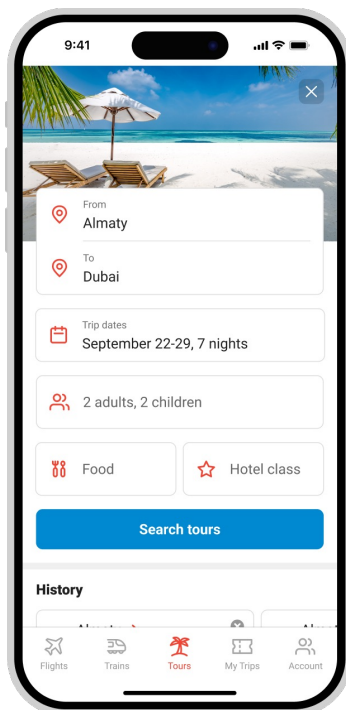 9:41
From
Almaty
To
Dubai
Trip dates
September 22-29, 7 nights
2 adults, 2 children
Food
Hotel class
Search tours
History
Flights
Trains
Tours
My Trips
Account